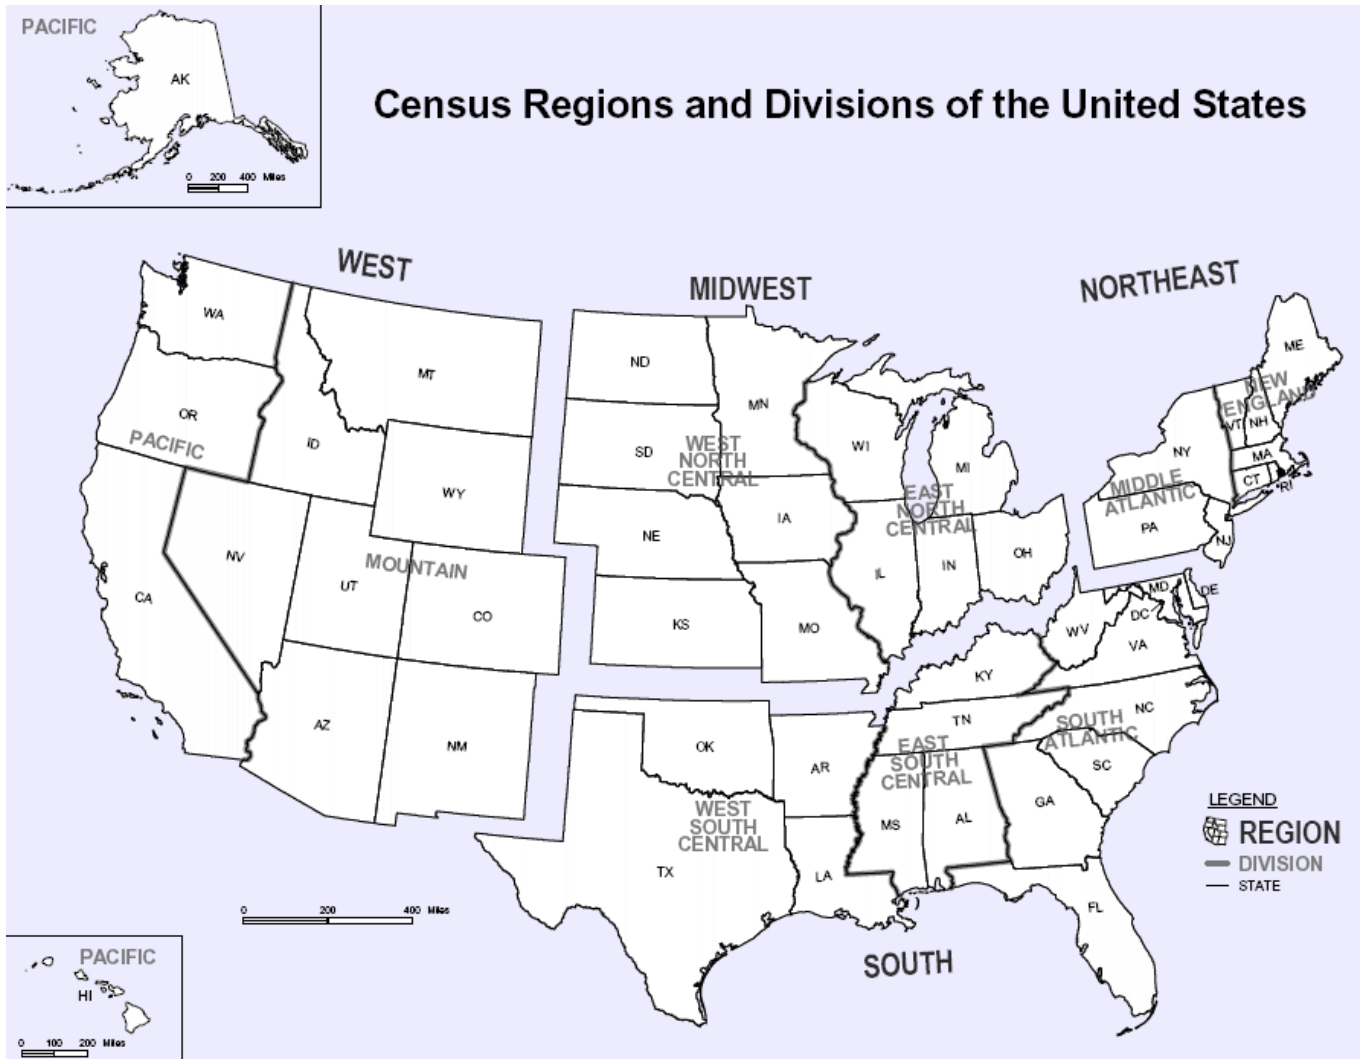 PACIFIC
AK
0 200 400 Miles
Census Regions and Divisions of the United States
WEST
MIDWEST
NORTHEAST
WA
MT
OR
ID
PACIFIC
WY
NV
UT
MOUNTAIN
CO
CA
AZ
NM
ND
MN
SD
WEST
NORTH
CENTRAL
NE
IA
KS
MO
WI
MI
EAST
NORTH
CENTRAL
IL
IN
OH
ME
NEW
ENGLAND
VT
NH
NY
MA
CT
RI
MIDDLE
ATLANTIC
PA
NJ
MD
DE
DC
WV
VA
KY
NC
TN
SOUTH
ATLANTIC
SC
EAST
SOUTH
CENTRAL
OK
AR
WEST
SOUTH
CENTRAL
MS
AL
GA
TX
LA
FL
SOUTH
LEGEND
REGION
DIVISION
STATE
0 200 400 Miles
PACIFIC
HI
0 100 200 Miles